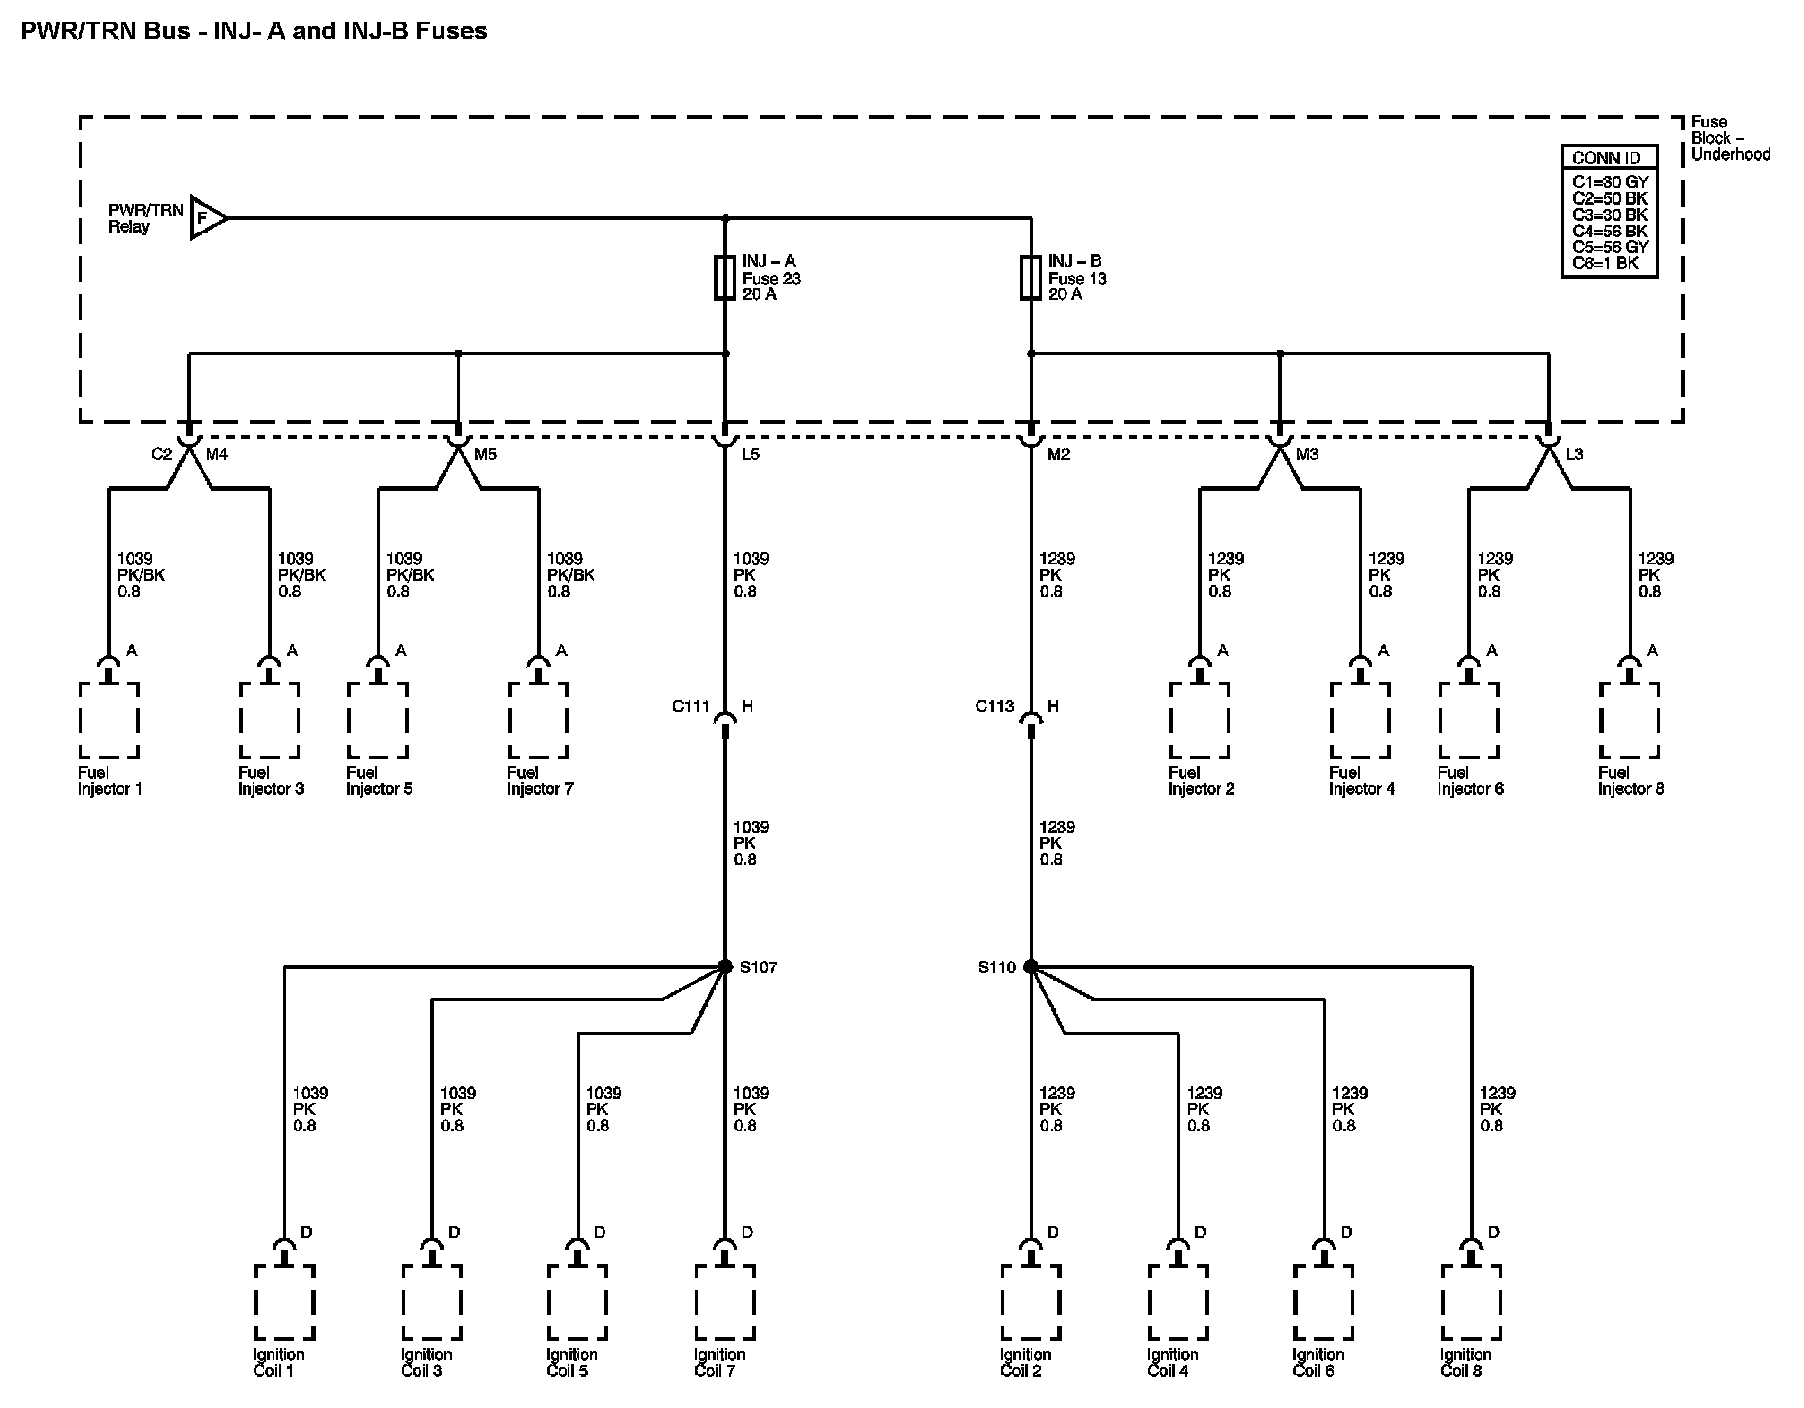 PWR/TRN Bus - INJ- A and INJ-B Fuses
Fuse
Block –
Underhood
CONN ID
C1=30 GY
C2=50 BK
C3=30 BK
C4=56 BK
C5=56 GY
C6=1 BK
PWR/TRN
Relay
F
INJ – A
Fuse 23
20 A
INJ – B
Fuse 13
20 A
C2 M4 M5 L5 M2 M3 L3
1039 1039 1039 1039 1039 1239 1239 1239 1239 1239
PK/BK PK/BK PK/BK PK/BK PK PK PK PK PK PK
0.8 0.8 0.8 0.8 0.8 0.8 0.8 0.8 0.8 0.8
A A A A A A A A
C111 H C113 H
Fuel Fuel Fuel Fuel Fuel Fuel Fuel Fuel
Injector 1 Injector 3 Injector 5 Injector 7 Injector 2 Injector 4 Injector 6 Injector 8
1039 1239
PK PK
0.8 0.8
S107 S110
1039 1039 1039 1039 1239 1239 1239 1239
PK PK PK PK PK PK PK PK
0.8 0.8 0.8 0.8 0.8 0.8 0.8 0.8
D D D D D D D D
Ignition Ignition Ignition Ignition Ignition Ignition Ignition Ignition
Coil 1 Coil 3 Coil 5 Coil 7 Coil 2 Coil 4 Coil 6 Coil 8